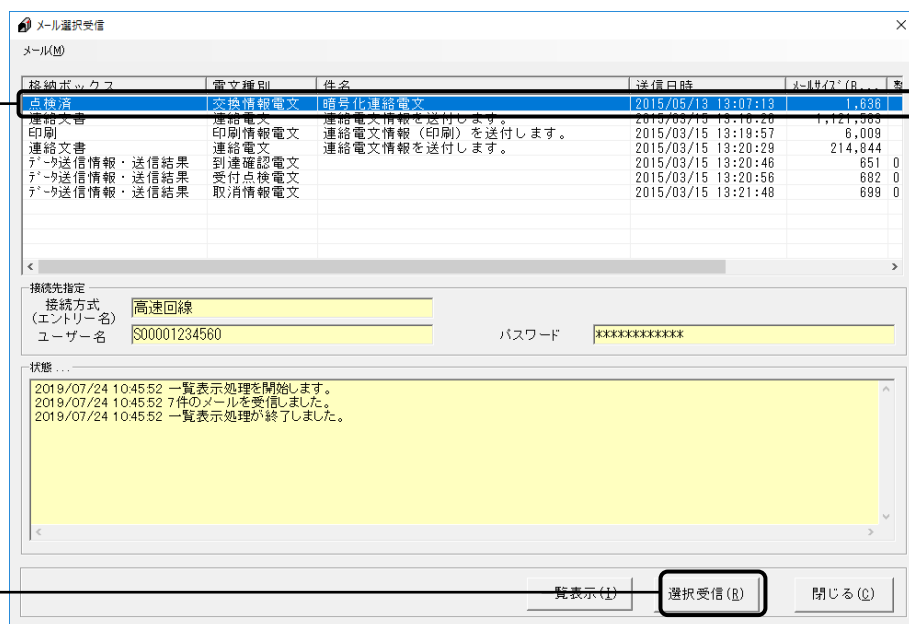 メール選択受信
メール(M)
格納ボックス 電文種別 件名 送信日時 メールサイズ(B...
点検済 交換情報電文 暗号化連絡電文 2015/05/13 13:07:13 1,636
連絡文書 連絡電文 連絡電文情報を送付します。 2015/03/15
印刷 印刷情報電文 連絡電文情報(印刷)を送付します。 2015/03/15 13:19:57 6,009
連絡文書 連絡電文 連絡電文情報を送付します。 2015/03/15 13:20:29 214,844
データ送信情報・送信結果 到達確認電文 2015/03/15 13:20:46 651 0
データ送信情報・送信結果 受付点検電文 2015/03/15 13:20:56 682 0
データ送信情報・送信結果 取消情報電文 2015/03/15 13:21:48 699 0
接続先指定
接続方式
(エントリー名) 高速回線
ユーザー名 S00001234560 パスワード ************
状態 ...
2019/07/24 10:45:52 一覧表示処理を開始します。
2019/07/24 10:45:52 7件のメールを受信しました。
2019/07/24 10:45:52 一覧表示処理が終了しました。
一覧表示(I) 選択受信(R) 閉じる(C)